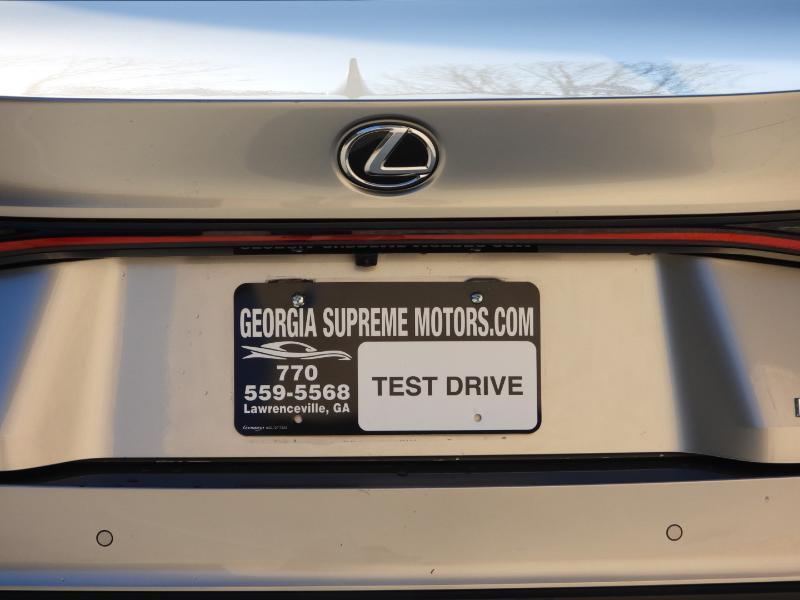 GEORGIA SUPREME MOTORS.COM
770
559-5568
Lawrenceville, GA
TEST DRIVE